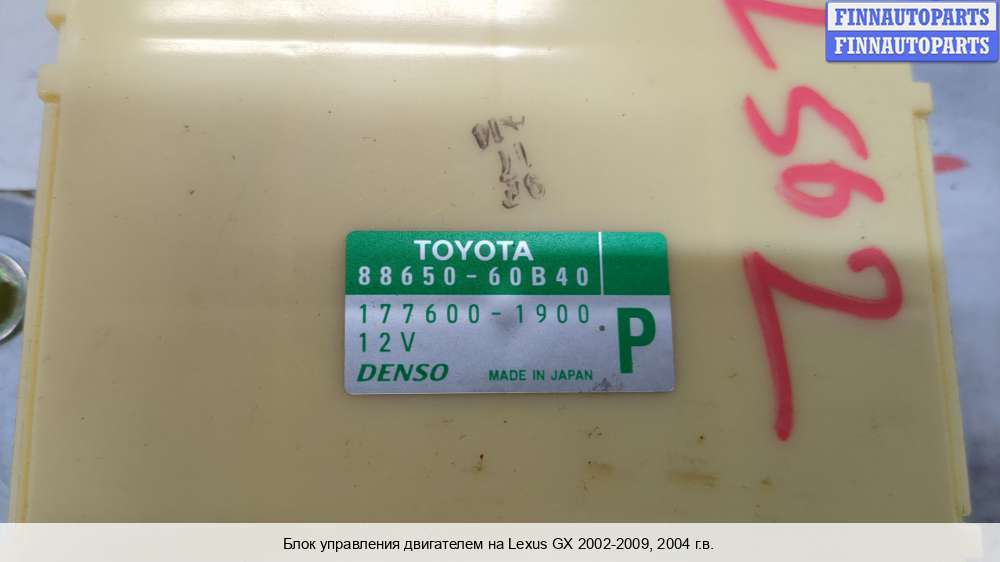 FINNAUTOPARTS
FINNAUTOPARTS
2562
TOYOTA
88650-60B40
177600-1900
12V
P
DENSO
MADE IN JAPAN
Блок управления двигателем на Lexus GX 2002-2009, 2004 г.в.